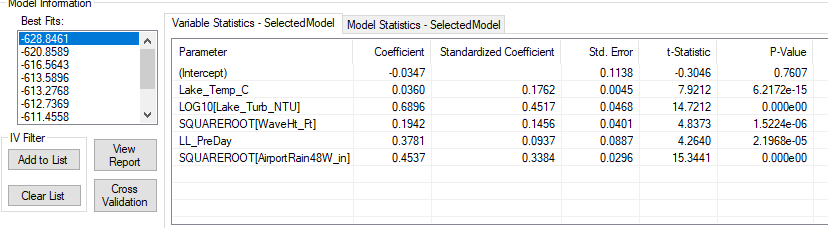 Model Information
Best Fits:
-628.8461
-620.8589
-616.5643
-613.5896
-613.2768
-612.7369
-611.4558
IV Filter
Add to List
View Report
Clear List
Cross Validation
Variable Statistics - SelectedModel Model Statistics - SelectedModel
Parameter Coefficient Standardized Coefficient Std. Error t-Statistic P-Value
(Intercept) -0.0347 0.1138 -0.3046 0.7607
Lake_Temp_C 0.0360 0.1762 0.0045 7.9212 6.2172e-15
LOG10[Lake_Turb_NTU] 0.6896 0.4517 0.0468 14.7212 0.000e00
SQUAREROOT[WaveHt_Ft] 0.1942 0.1456 0.0401 4.8373 1.5224e-06
LL_PreDay 0.3781 0.0937 0.0887 4.2640 2.1968e-05
SQUAREROOT[AirportRain48W_in] 0.4537 0.3384 0.0296 15.3441 0.000e00